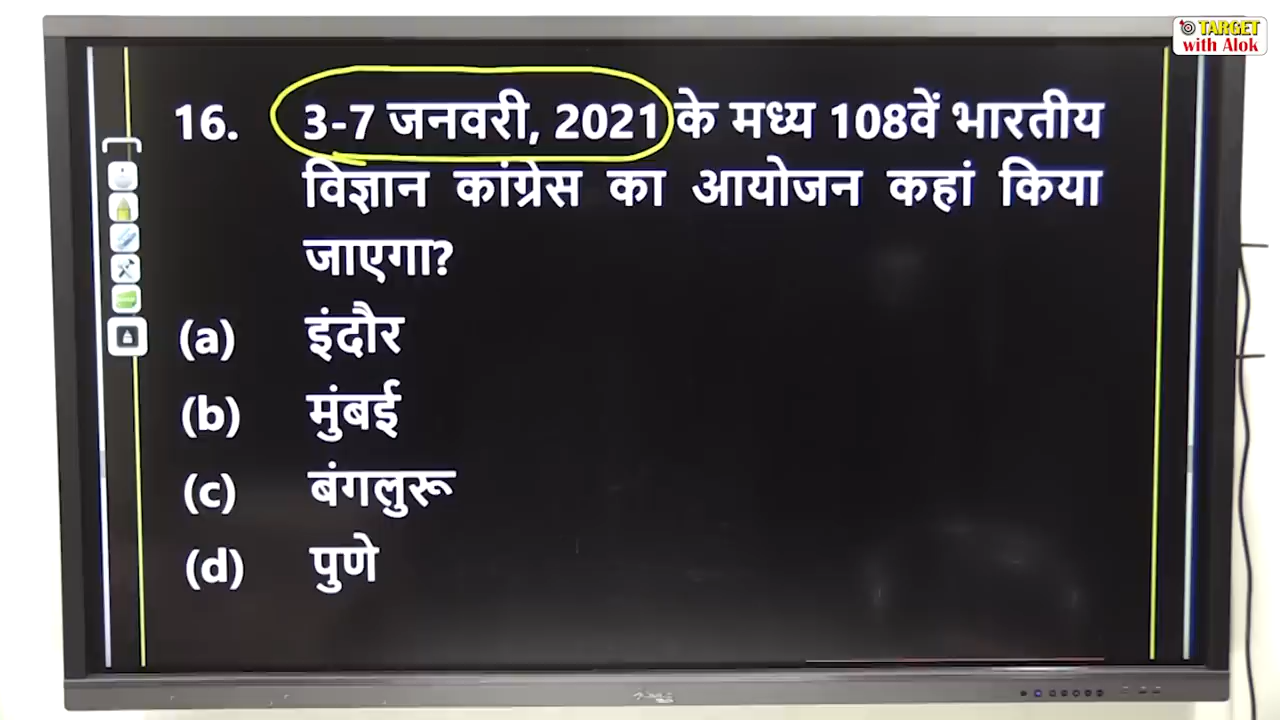 TARGET
with Alok
16. 3-7 जनवरी, 2021 के मध्य 108वें भारतीय
विज्ञान कांग्रेस का आयोजन कहां किया
जाएगा?
(a) इंदौर
(b) मुंबई
(c) बंगलुरू
(d) पुणे